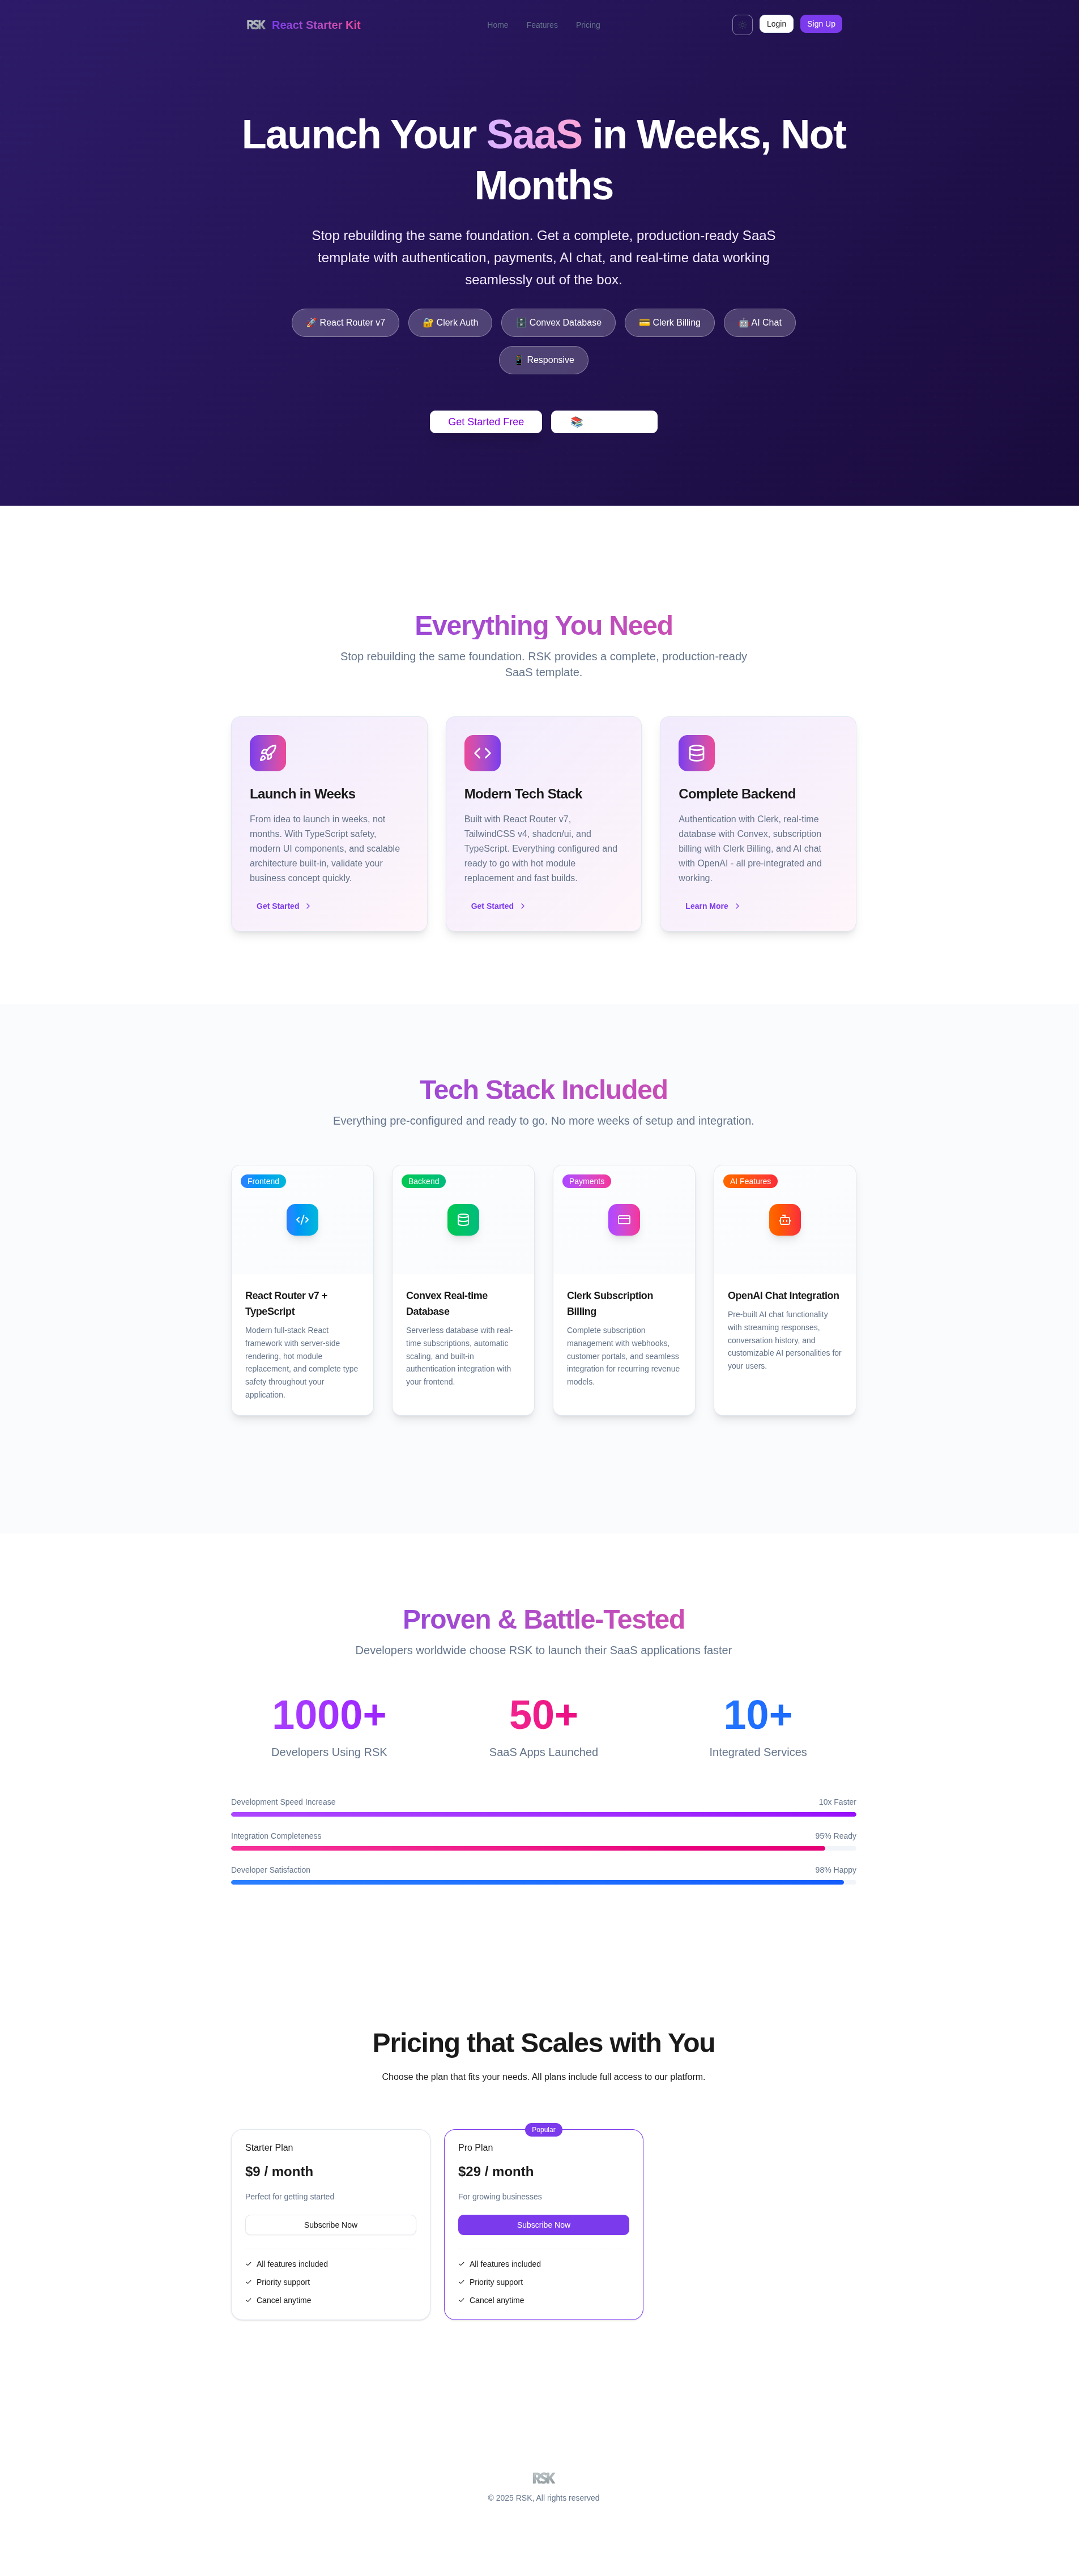 RSK React Starter Kit
Home Features Pricing
Login Sign Up
Launch Your SaaS in Weeks, Not
Months
Stop rebuilding the same foundation. Get a complete, production-ready SaaS
template with authentication, payments, AI chat, and real-time data working
seamlessly out of the box.
🚀 React Router v7
🔐 Clerk Auth
🗄️ Convex Database
💳 Clerk Billing
🤖 AI Chat
📱 Responsive
Get Started Free
📚
Everything You Need
Stop rebuilding the same foundation. RSK provides a complete, production-ready
SaaS template.
Launch in Weeks
From idea to launch in weeks, not
months. With TypeScript safety,
modern UI components, and scalable
architecture built-in, validate your
business concept quickly.
Get Started
Modern Tech Stack
Built with React Router v7,
TailwindCSS v4, shadcn/ui, and
TypeScript. Everything configured and
ready to go with hot module
replacement and fast builds.
Get Started
Complete Backend
Authentication with Clerk, real-time
database with Convex, subscription
billing with Clerk Billing, and AI chat
with OpenAI - all pre-integrated and
working.
Learn More
Tech Stack Included
Everything pre-configured and ready to go. No more weeks of setup and integration.
Frontend
React Router v7 +
TypeScript
Modern full-stack React
framework with server-side
rendering, hot module
replacement, and complete type
safety throughout your
application.
Backend
Convex Real-time
Database
Serverless database with real-
time subscriptions, automatic
scaling, and built-in
authentication integration with
your frontend.
Payments
Clerk Subscription
Billing
Complete subscription
management with webhooks,
customer portals, and seamless
integration for recurring revenue
models.
AI Features
OpenAI Chat Integration
Pre-built AI chat functionality
with streaming responses,
conversation history, and
customizable AI personalities for
your users.
Proven & Battle-Tested
Developers worldwide choose RSK to launch their SaaS applications faster
1000+
Developers Using RSK
50+
SaaS Apps Launched
10+
Integrated Services
Development Speed Increase 10x Faster
Integration Completeness 95% Ready
Developer Satisfaction 98% Happy
Pricing that Scales with You
Choose the plan that fits your needs. All plans include full access to our platform.
Starter Plan
$9 / month
Perfect for getting started
Subscribe Now
All features included
Priority support
Cancel anytime
Popular
Pro Plan
$29 / month
For growing businesses
Subscribe Now
All features included
Priority support
Cancel anytime
RSK
© 2025 RSK, All rights reserved